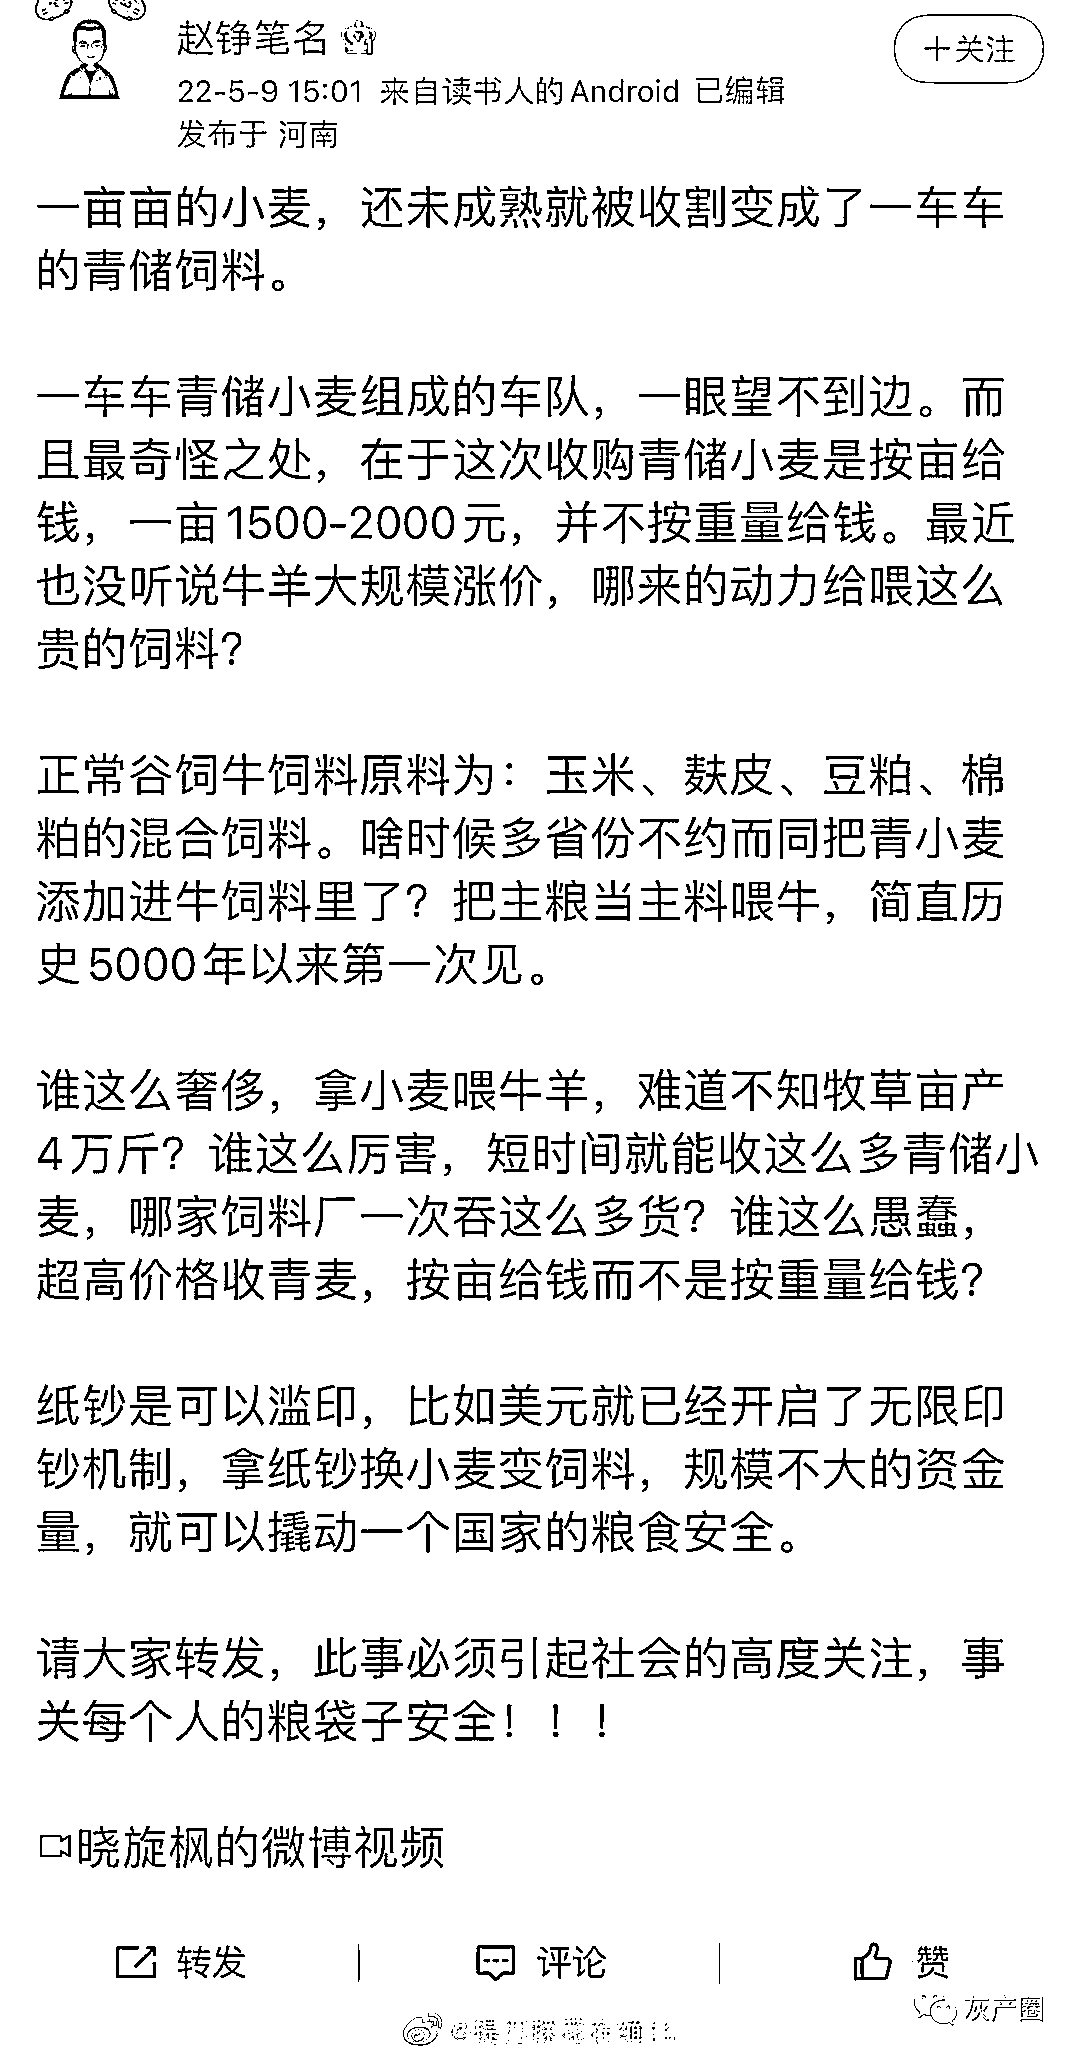 赵铮笔名
+关注
22-5-9 15:01 来自读书人的Android 已编辑
发布于 河南
一亩亩的小麦，还未成熟就被收割变成了一车车
的青储饲料。
一车车青储小麦组成的车队，一眼望不到边。而
且最奇怪之处，在于这次收购青储小麦是按亩给
钱，一亩1500-2000元，并不按重量给钱。最近
也没听说牛羊大规模涨价，哪来的动力给喂这么
贵的饲料？
正常谷饲牛饲料原料为：玉米、麸皮、豆粕、棉
粕的混合饲料。啥时候多省份不约而同把青小麦
添加进牛饲料里了？把主粮当主料喂牛，简直历
史5000年以来第一次见。
谁这么奢侈，拿小麦喂牛羊，难道不知牧草亩产
4万斤？谁这么厉害，短时间就能收这么多青储小
麦，哪家饲料厂一次吞这么多货？谁这么愚蠢，
超高价格收青麦，按亩给钱而不是按重量给钱？
纸钞是可以滥印，比如美元就已经开启了无限印
钞机制，拿纸钞换小麦变饲料，规模不大的资金
量，就可以撬动一个国家的粮食安全。
请大家转发，此事必须引起社会的高度关注，事
关每个人的粮袋子安全！！！
晓旋枫的微博视频
转发
评论
赞
灰产圈